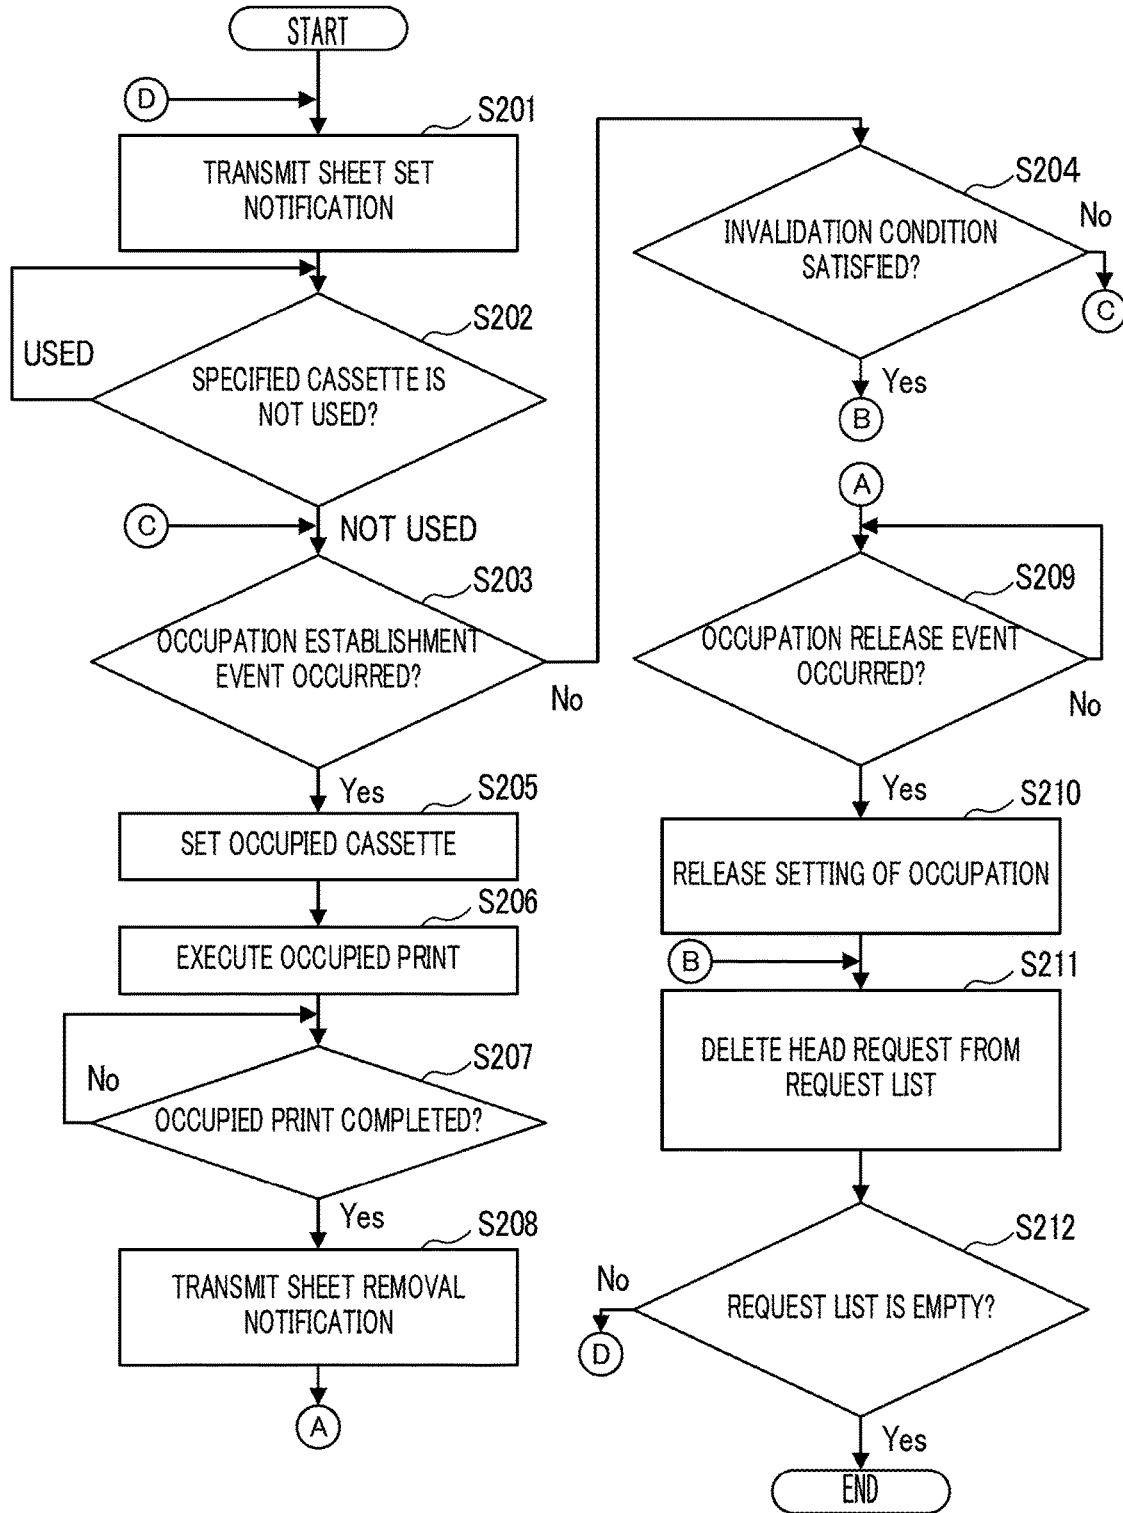 START
D
S201
TRANSMIT SHEET SET
NOTIFICATION
S202
USED
SPECIFIED CASSETTE IS
NOT USED?
C
NOT USED
S203
OCCUPATION ESTABLISHMENT
EVENT OCCURRED?
No
Yes
S205
SET OCCUPIED CASSETTE
S206
EXECUTE OCCUPIED PRINT
S207
No
OCCUPIED PRINT COMPLETED?
Yes
S208
TRANSMIT SHEET REMOVAL
NOTIFICATION
A
S204
No
INVALIDATION CONDITION
SATISFIED?
C
Yes
B
A
S209
OCCUPATION RELEASE EVENT
OCCURRED?
No
Yes
S210
RELEASE SETTING OF OCCUPATION
B
S211
DELETE HEAD REQUEST FROM
REQUEST LIST
S212
No
REQUEST LIST IS EMPTY?
D
Yes
END